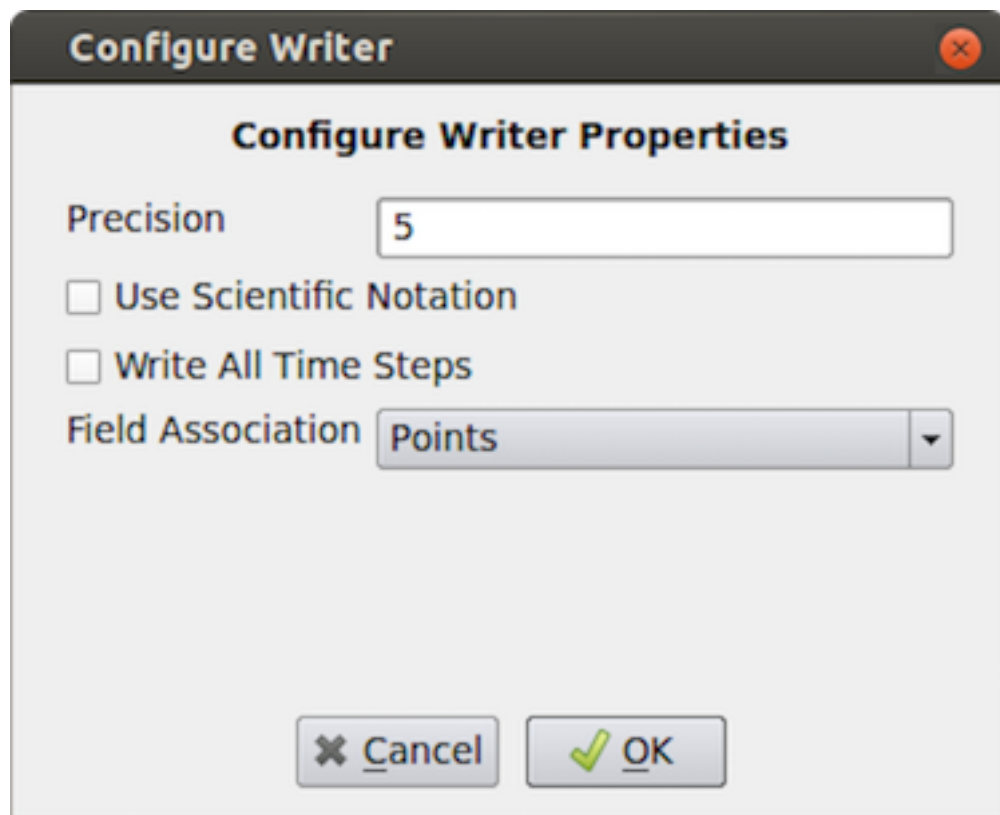 Configure Writer
Configure Writer Properties
Precision 5
Use Scientific Notation
Write All Time Steps
Field Association Points
Cancel OK